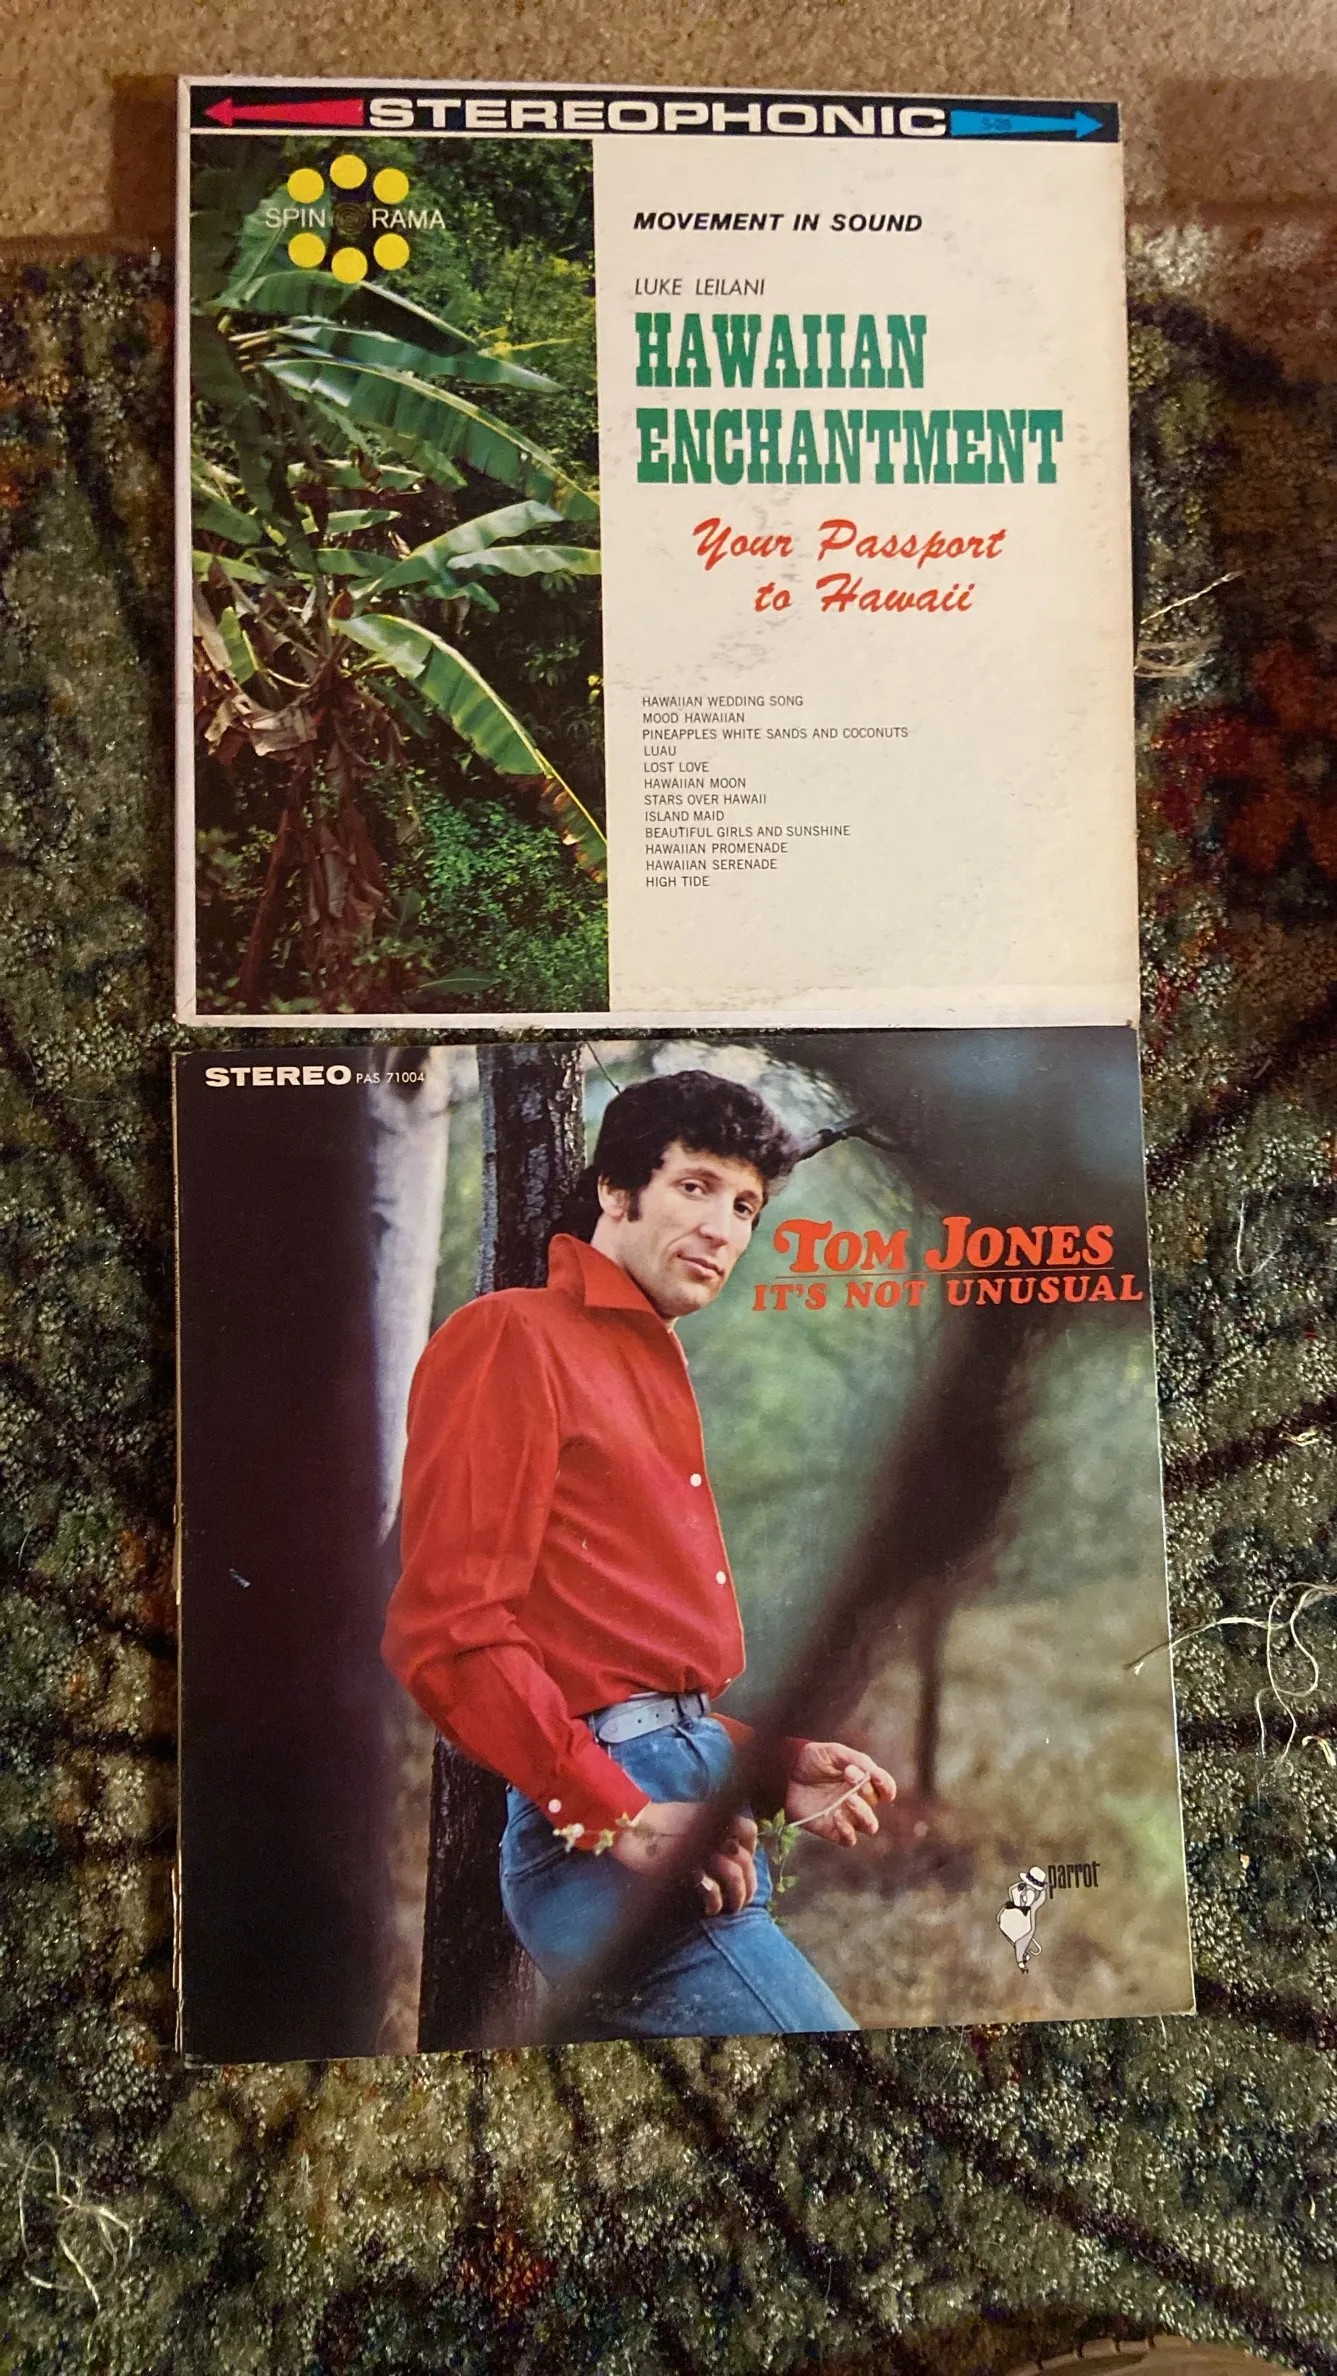 STEREOPHONIC
SPIN RAMA
MOVEMENT IN SOUND
LUKE LEILANI
HAWAIIAN
ENCHANTMENT
Your Passport
to Hawaii
HAWAIIAN WEDDING SONG
MOOD HAWAIIAN
PINEAPPLES WHITE SANDS AND COCONUTS
LUAU
LOST LOVE
HAWAIIAN MOON
STARS OVER HAWAII
ISLAND MAID
BEAUTIFUL GIRLS AND SUNSHINE
HAWAIIAN PROMENADE
HAWAIIAN SERENADE
HIGH TIDE
STEREO PAS 71004
TOM JONES
IT'S NOT UNUSUAL
parrot